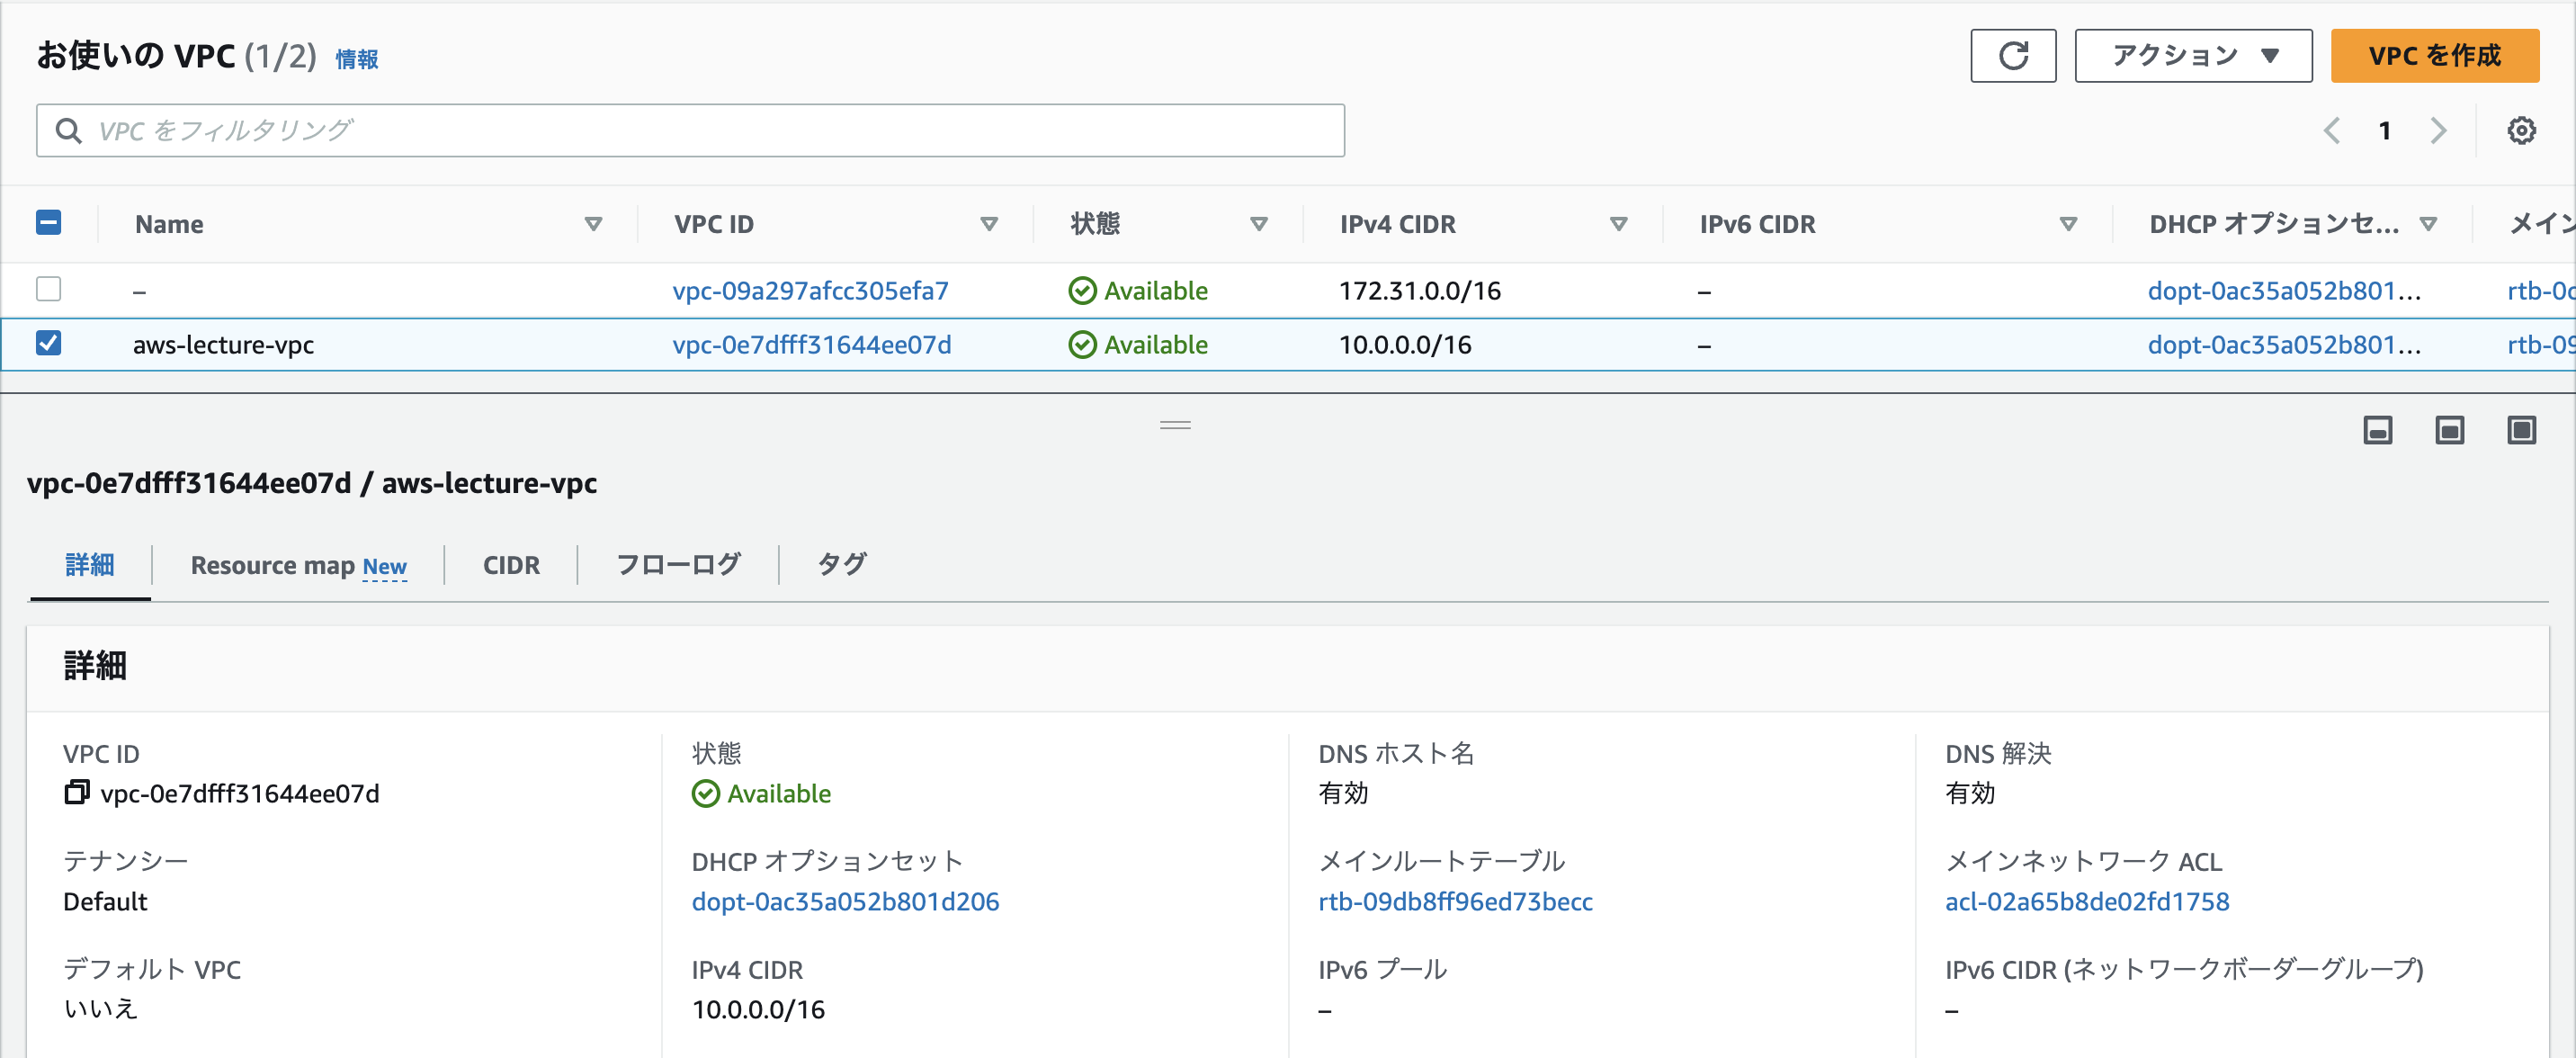 お使いの VPC (1/2) 情報
アクション
VPC を作成
VPC をフィルタリング
1
Name VPC ID 状態 IPv4 CIDR IPv6 CIDR DHCP オプションセ... メイン
– vpc-09a297afcc305efa7 Available 172.31.0.0/16 – dopt-0ac35a052b801... rtb-0c
aws-lecture-vpc vpc-0e7dfff31644ee07d Available 10.0.0.0/16 – dopt-0ac35a052b801... rtb-09
vpc-0e7dfff31644ee07d / aws-lecture-vpc
詳細 Resource map New CIDR フローログ タグ
詳細
VPC ID 状態 DNS ホスト名 DNS 解決
vpc-0e7dfff31644ee07d Available 有効 有効
テナンシー DHCP オプションセット メインルートテーブル メインネットワーク ACL
Default dopt-0ac35a052b801d206 rtb-09db8ff96ed73becc acl-02a65b8de02fd1758
デフォルト VPC IPv4 CIDR IPv6 プール IPv6 CIDR (ネットワークボーダーグループ)
いいえ 10.0.0.0/16 – –